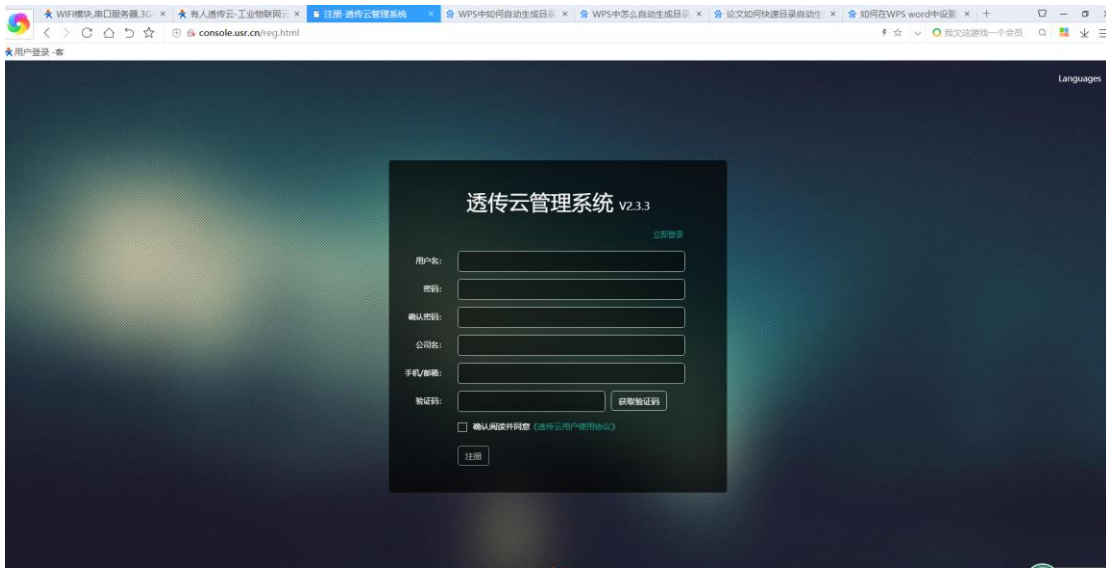 WIFI模块,串口服务器,3G
有人透传云-工业物联网云
注册-透传云管理系统
WPS中如何自动生成目录
WPS中怎么自动生成目录
论文如何快速目录自动生
如何在WPS word中设置
console.usr.cn/reg.html
我欠这游戏一个会员
用户登录 -客
Languages
透传云管理系统 V2.3.3
立即登录
用户名:
密码:
确认密码:
公司名:
手机/邮箱:
验证码:
获取验证码
确认阅读并同意《透传云用户使用协议》
注册